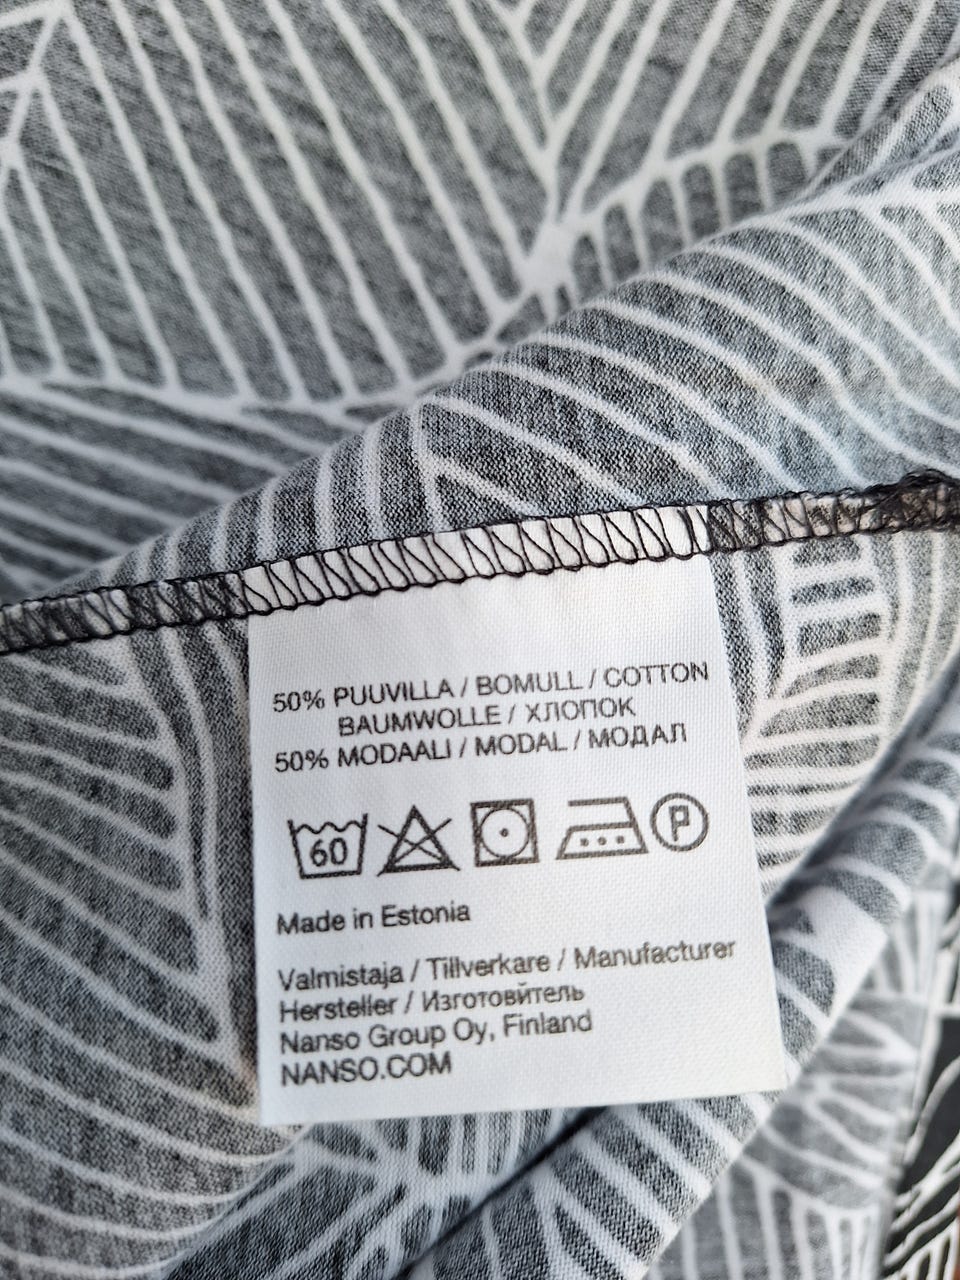 50% PUUVILLA / BOMULL / COTTON
BAUMWOLLE / ХЛОПОК
50% MODAALI / MODAL / МОДАЛ
60 P
Made in Estonia
Valmistaja / Tillverkare / Manufacturer
Hersteller / Изготовйтель
Nanso Group Oy, Finland
NANSO.COM